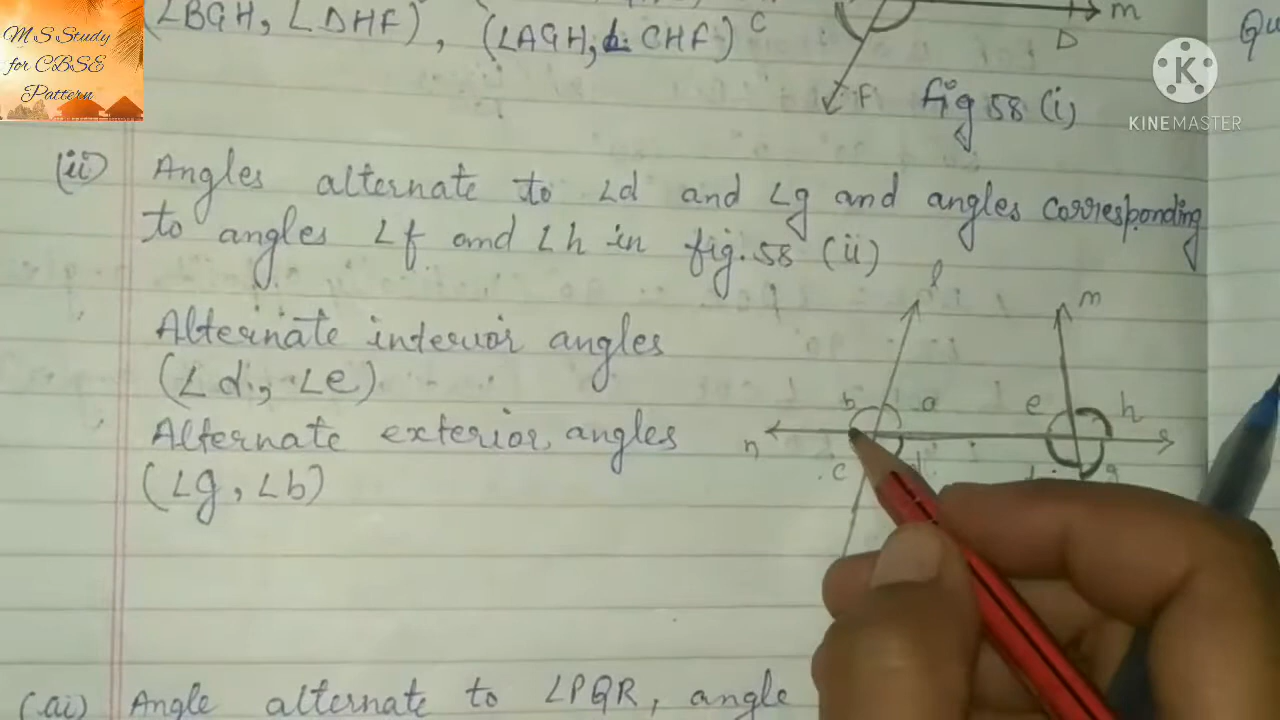 M S Study
for CBSE
Pattern
(∠BGH, ∠DHF), (∠AGH, ∠ CHF)
C
m
D
F
fig 58 (i)
Qu
KINEMASTER
(ii) Angles alternate to ∠d and ∠g and angles corresponding
to angles ∠f and ∠h in fig. 58 (ii)
Alternate interior angles
(∠d, ∠e)
Alternate exterior angles
(∠g, ∠b)
l
m
b a e h
n
c d g
Angle alternate to ∠PQR, angle